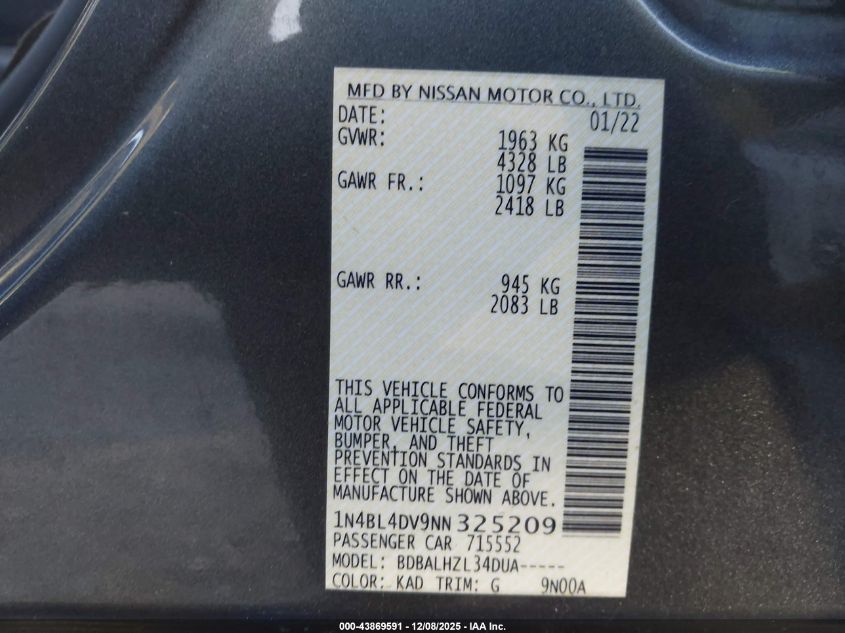 MFD BY NISSAN MOTOR CO., LTD.
DATE: 01/22
GVWR: 1963 KG
4328 LB
GAWR FR.: 1097 KG
2418 LB
GAWR RR.: 945 KG
2083 LB
THIS VEHICLE CONFORMS TO
ALL APPLICABLE FEDERAL
MOTOR VEHICLE SAFETY,
BUMPER, AND THEFT
PREVENTION STANDARDS IN
EFFECT ON THE DATE OF
MANUFACTURE SHOWN ABOVE.
1N4BL4DV9NN325209
PASSENGER CAR 715552
MODEL: BDBALHZL34DUA-----
COLOR: KAD TRIM: G 9N00A
000-43869591 - 12/08/2025 - IAA Inc.